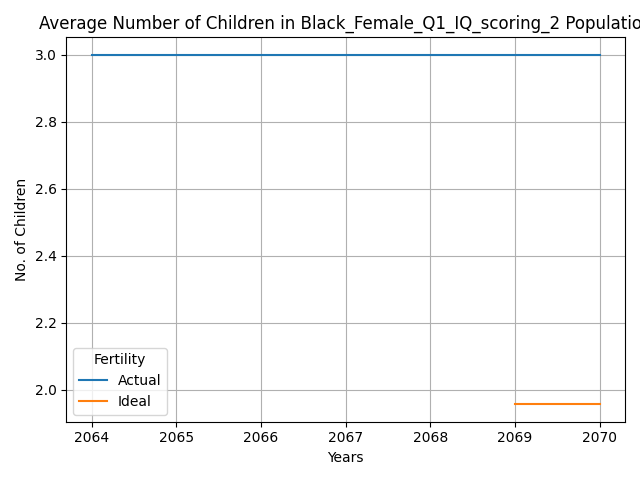 Average Number of Children in Black_Female_Q1_IQ_scoring_2 Populatio
3.0
2.8
2.6
2.4
2.2
2.0
No. of Children
Fertility
Actual
Ideal
2064 2065 2066 2067 2068 2069 2070
Years